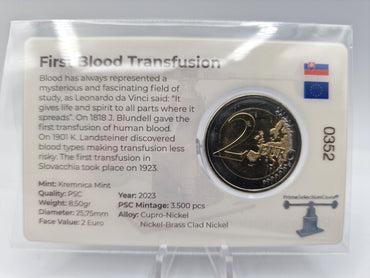 First Blood Transfusion
Blood has always represented a
mysterious and fascinating field of
study, as Leonardo da Vinci said: "It
gives life and spirit to all parts where it
spreads". On 1818 J. Blundell gave the
first transfusion of human blood.
On 1901 K. Landsteiner discovered
blood types making transfusion less
risky. The first transfusion in
Slovacchia took place on 1923.
Mint: Kremnica Mint
Quality: PSC
Weight: 8,50gr
Diameter: 25,75mm
Face Value: 2 Euro
Year: 2023
PSC Mintage: 3.500 pcs
Alloy: Cupro-Nickel
Nickel-Brass Clad Nickel
2
0352
PrimeSelectionCoins